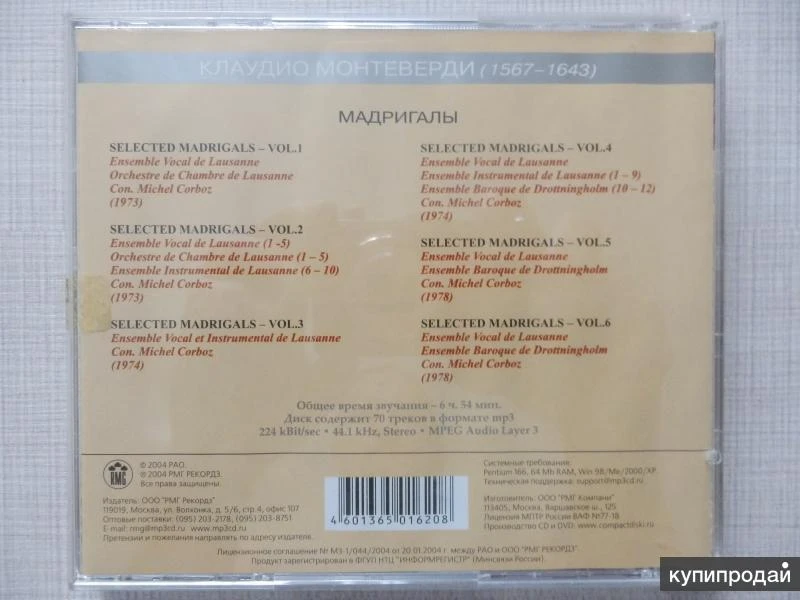 КЛАУДИО МОНТЕВЕРДИ (1567–1643)
МАДРИГАЛЫ
SELECTED MADRIGALS – VOL.1
Ensemble Vocal de Lausanne
Orchestre de Chambre de Lausanne
Con. Michel Corboz
(1973)
SELECTED MADRIGALS – VOL.2
Ensemble Vocal de Lausanne (1 -5)
Orchestre de Chambre de Lausanne (1 – 5)
Ensemble Instrumental de Lausanne (6 – 10)
Con. Michel Corboz
(1973)
SELECTED MADRIGALS – VOL.3
Ensemble Vocal et Instrumental de Lausanne
Con. Michel Corboz
(1974)
SELECTED MADRIGALS – VOL.4
Ensemble Vocal de Lausanne
Ensemble Instrumental de Lausanne (1 – 9)
Ensemble Baroque de Drottningholm (10 – 12)
Con. Michel Corboz
(1974)
SELECTED MADRIGALS – VOL.5
Ensemble Vocal de Lausanne
Ensemble Baroque de Drottningholm
Con. Michel Corboz
(1978)
SELECTED MADRIGALS – VOL.6
Ensemble Vocal de Lausanne
Ensemble Baroque de Drottningholm
Con. Michel Corboz
(1978)
Общее время звучания – 6 ч. 54 мин.
Диск содержит 70 треков в формате mp3
224 kBit/sec • 44.1 kHz, Stereo • MPEG Audio Layer 3
RMG
© 2004 РАО.
℗ 2004 РМГ РЕКОРДЗ.
Все права защищены.
Издатель: ООО "РМГ Рекордз"
119019, Москва, ул. Волхонка, д. 5/6, стр.4, офис 107
Оптовые поставки: (095) 203-2178, (095) 203-8751
E-mail: rmg@mp3cd.ru • www.mp3cd.ru
Претензии и пожелания направлять по адресу издателя.
4 601365 016208
Системные требования:
Pentium 166, 64 Mb RAM, Win 98/Me/2000/XP.
Техническая поддержка: support@mp3cd.ru
Изготовитель: ООО "РМГ Компани"
113405, Москва, Варшавское ш., 125
Лицензия МПТР России ВАФ №77-18.
Производство CD и DVD: www.compactdiski.ru
Лицензионное соглашение № МЗ-1/044/2004 от 20.01.2004 г. между РАО и ООО "РМГ РЕКОРДЗ".
Продукт зарегистрирован в ФГУП НТЦ "ИНФОРМРЕГИСТР" (Минсвязи России).
купипродай